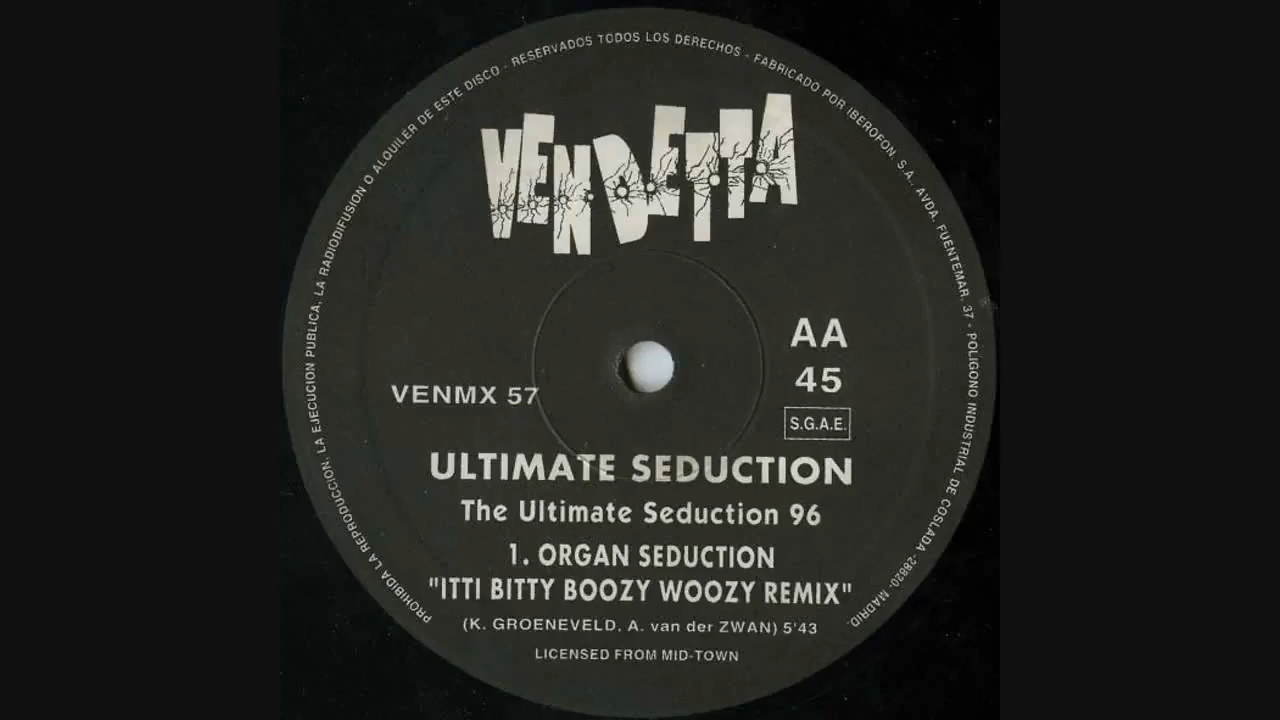 PROHIBIDA LA REPRODUCCION, LA EJECUCION PUBLICA, LA RADIODIFUSION O ALQUILER DE ESTE DISCO - RESERVADOS TODOS LOS DERECHOS - FABRICADO POR IBEROFON, S.A., AVDA. FUENTEMAR, 37 - POLIGONO INDUSTRIAL DE COSLADA -28820- MADRID.
VENDETTA
AA
45
S.G.A.E.
VENMX 57
ULTIMATE SEDUCTION
The Ultimate Seduction 96
1. ORGAN SEDUCTION
"ITTI BITTY BOOZY WOOZY REMIX"
(K. GROENEVELD, A. van der ZWAN) 5'43
LICENSED FROM MID-TOWN